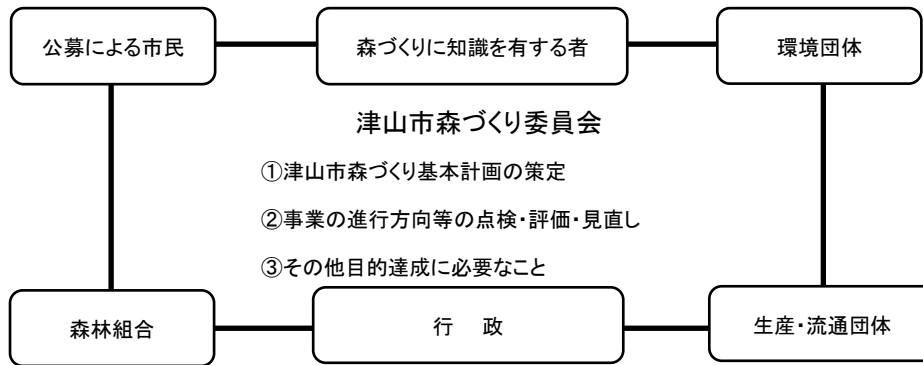 公募による市民
森づくりに知識を有する者
環境団体
津山市森づくり委員会
①津山市森づくり基本計画の策定
②事業の進行方向等の点検・評価・見直し
③その他目的達成に必要なこと
森林組合
行　政
生産・流通団体